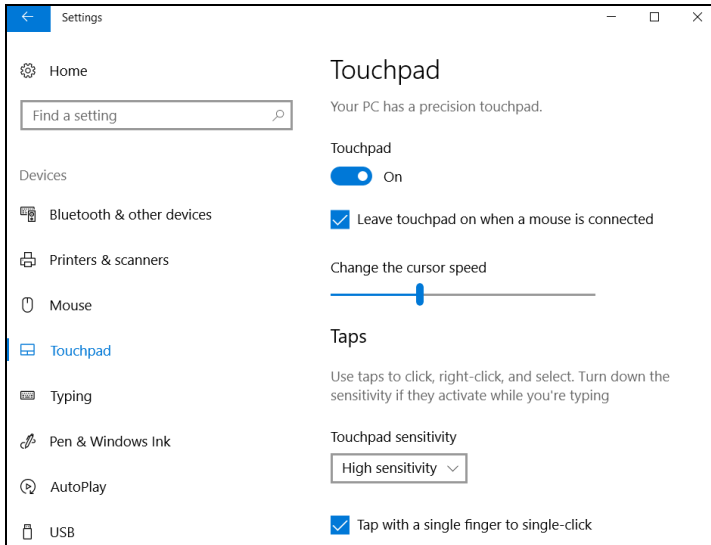 Settings
Home
Find a setting
Devices
Bluetooth & other devices
Printers & scanners
Mouse
Touchpad
Typing
Pen & Windows Ink
AutoPlay
USB
Touchpad
Your PC has a precision touchpad.
Touchpad
On
Leave touchpad on when a mouse is connected
Change the cursor speed
Taps
Use taps to click, right-click, and select. Turn down the
sensitivity if they activate while you're typing
Touchpad sensitivity
High sensitivity
Tap with a single finger to single-click